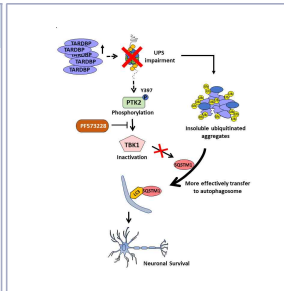 TARDBP
TARDBP
TARDBP
TARDBP
TARDBP
UPS
impairment
Y397
P
PTK2
Phosphorylation
PF573228
TBK1
Inactivation
SQSTM1
Insoluble ubiquitinated
aggregates
LC3
SQSTM1
More effectively transfer
to autophagosome
Neuronal Survival